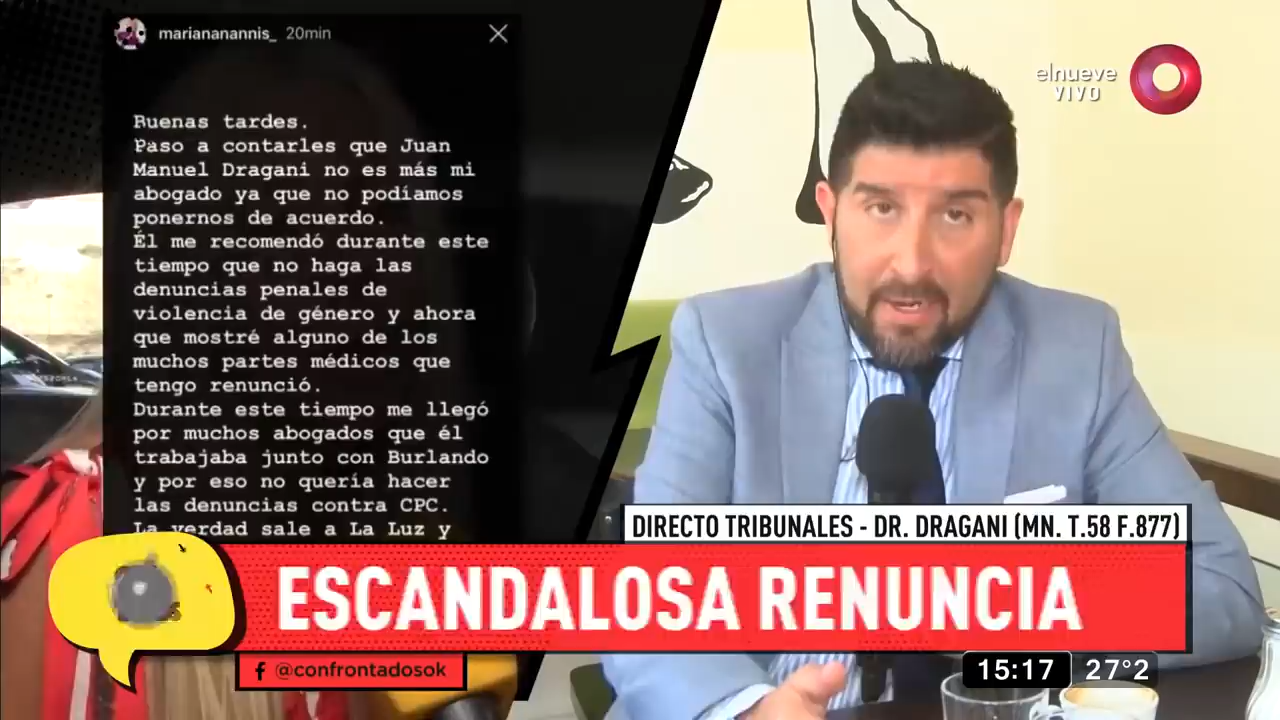 mariananannis_ 20min
Buenas tardes.
Paso a contarles que Juan
Manuel Dragani no es más mi
abogado ya que no podíamos
ponernos de acuerdo.
Él me recomendó durante este
tiempo que no haga las
denuncias penales de
violencia de género y ahora
que mostré alguno de los
muchos partes médicos que
tengo renunció.
Durante este tiempo me llegó
por muchos abogados que él
trabajaba junto con Burlando
y por eso no quería hacer
las denuncias contra CPC.
La verdad sale a La Luz y
elnueve
VIVO
DIRECTO TRIBUNALES - DR. DRAGANI (MN. T.58 F.877)
ESCANDALOSA RENUNCIA
f @confrontadosok
15:17 27°2